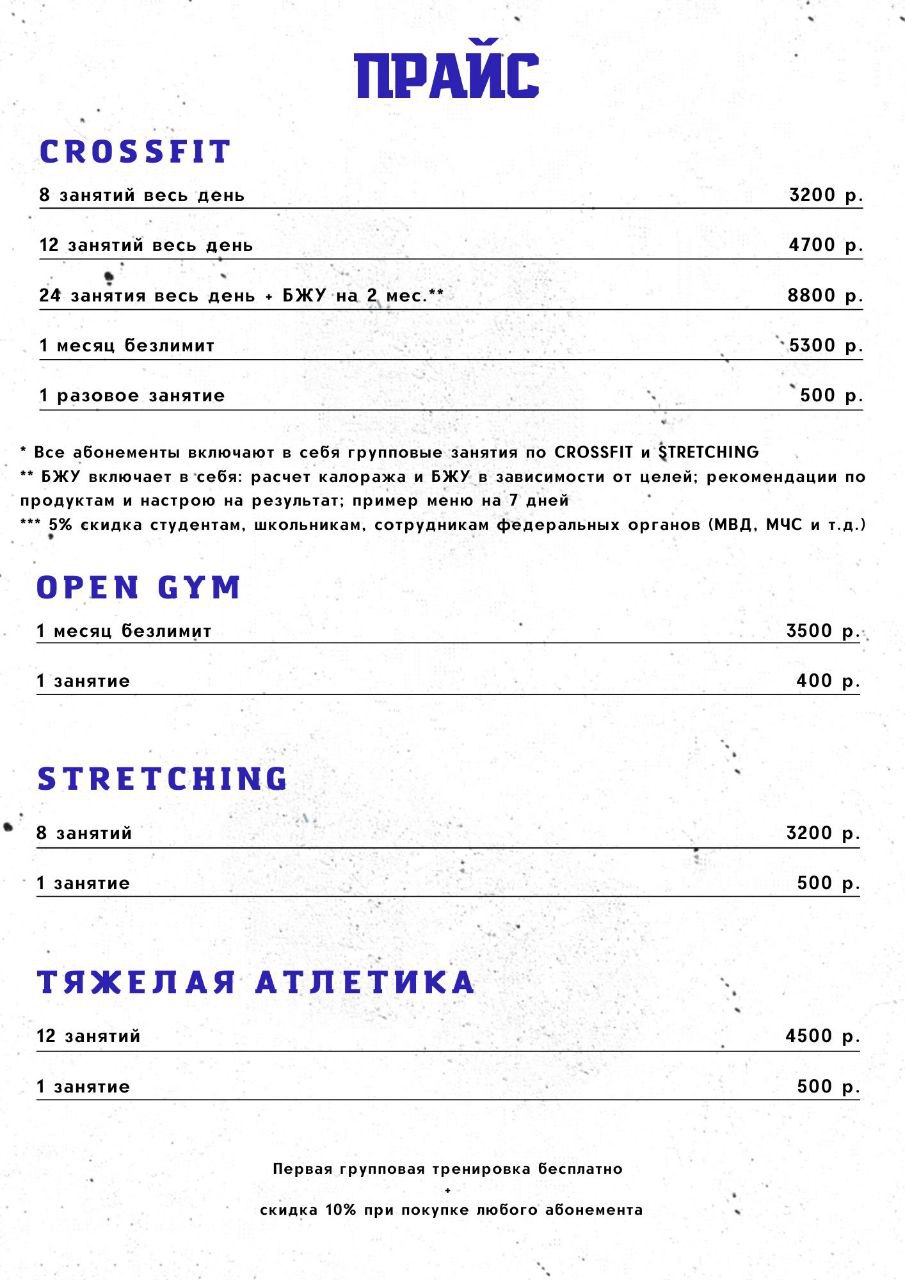 ПРАЙС
CROSSFIT
8 занятий весь день 3200 р.
12 занятий весь день 4700 р.
24 занятия весь день + БЖУ на 2 мес.** 8800 р.
1 месяц безлимит 5300 р.
1 разовое занятие 500 р.
* Все абонементы включают в себя групповые занятия по CROSSFIT и STRETCHING
** БЖУ включает в себя: расчет калоража и БЖУ в зависимости от целей; рекомендации по
продуктам и настрою на результат; пример меню на 7 дней
*** 5% скидка студентам, школьникам, сотрудникам федеральных органов (МВД, МЧС и т.д.)
OPEN GYM
1 месяц безлимит 3500 р.
1 занятие 400 р.
STRETCHING
8 занятий 3200 р.
1 занятие 500 р.
ТЯЖЕЛАЯ АТЛЕТИКА
12 занятий 4500 р.
1 занятие 500 р.
Первая групповая тренировка бесплатно
+
скидка 10% при покупке любого абонемента